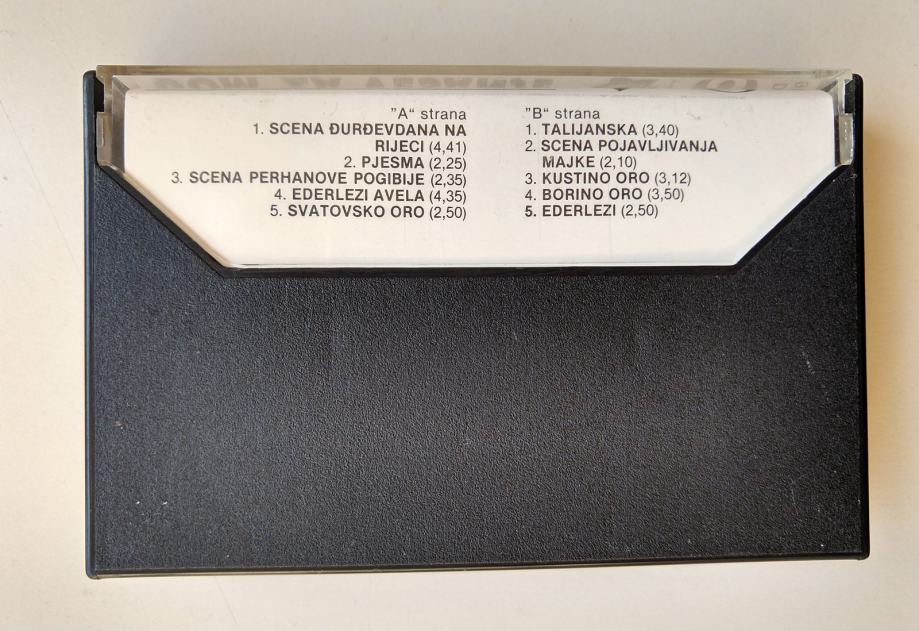 "A“ strana
1. SCENA ĐURĐEVDANA NA
RIJECI (4,41)
2. PJESMA (2,25)
3. SCENA PERHANOVE POGIBIJE (2,35)
4. EDERLEZI AVELA (4,35)
5. SVATOVSKO ORO (2,50)
"B“ strana
1. TALIJANSKA (3,40)
2. SCENA POJAVLJIVANJA
MAJKE (2,10)
3. KUSTINO ORO (3,12)
4. BORINO ORO (3,50)
5. EDERLEZI (2,50)